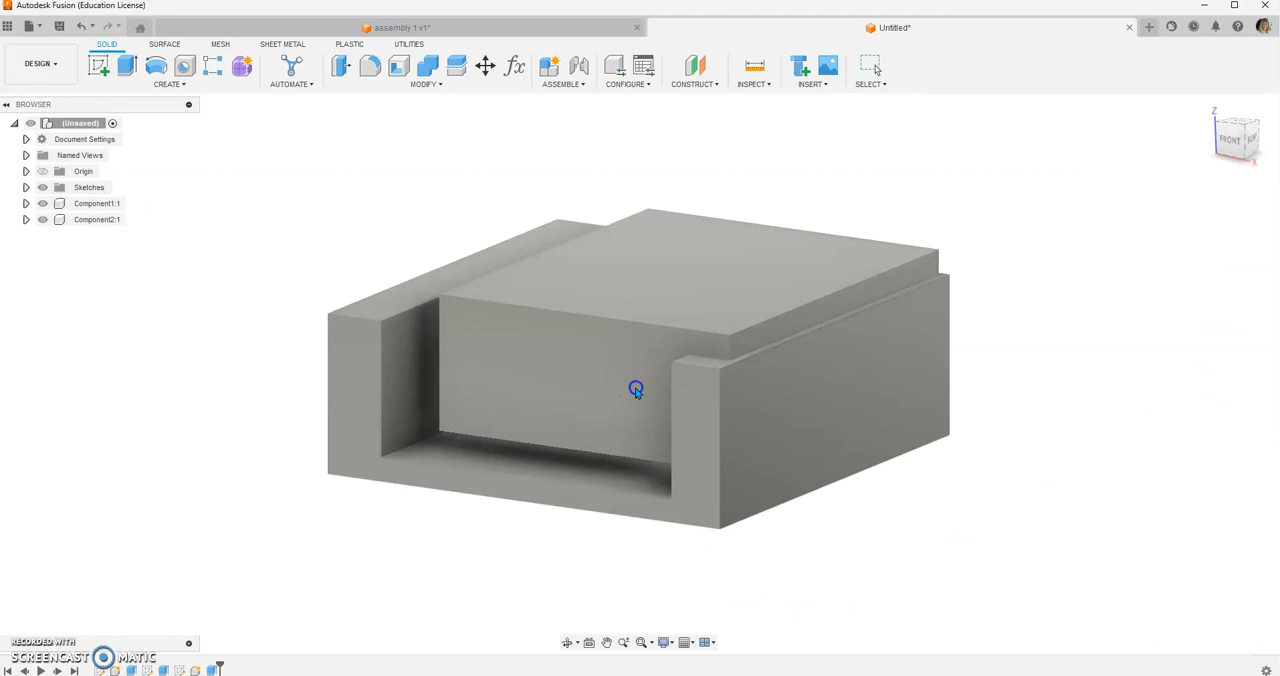 Autodesk Fusion (Education License)
assembly 1 v1*
Untitled*
SOLID SURFACE MESH SHEET METAL PLASTIC UTILITIES
DESIGN
CREATE AUTOMATE MODIFY fx ASSEMBLE CONFIGURE CONSTRUCT INSPECT INSERT SELECT
BROWSER
(Unsaved)
Document Settings
Named Views
Origin
Sketches
Component1:1
Component2:1
Z
FRONT
X
RECORDED WITH
SCREENCAST MATIC